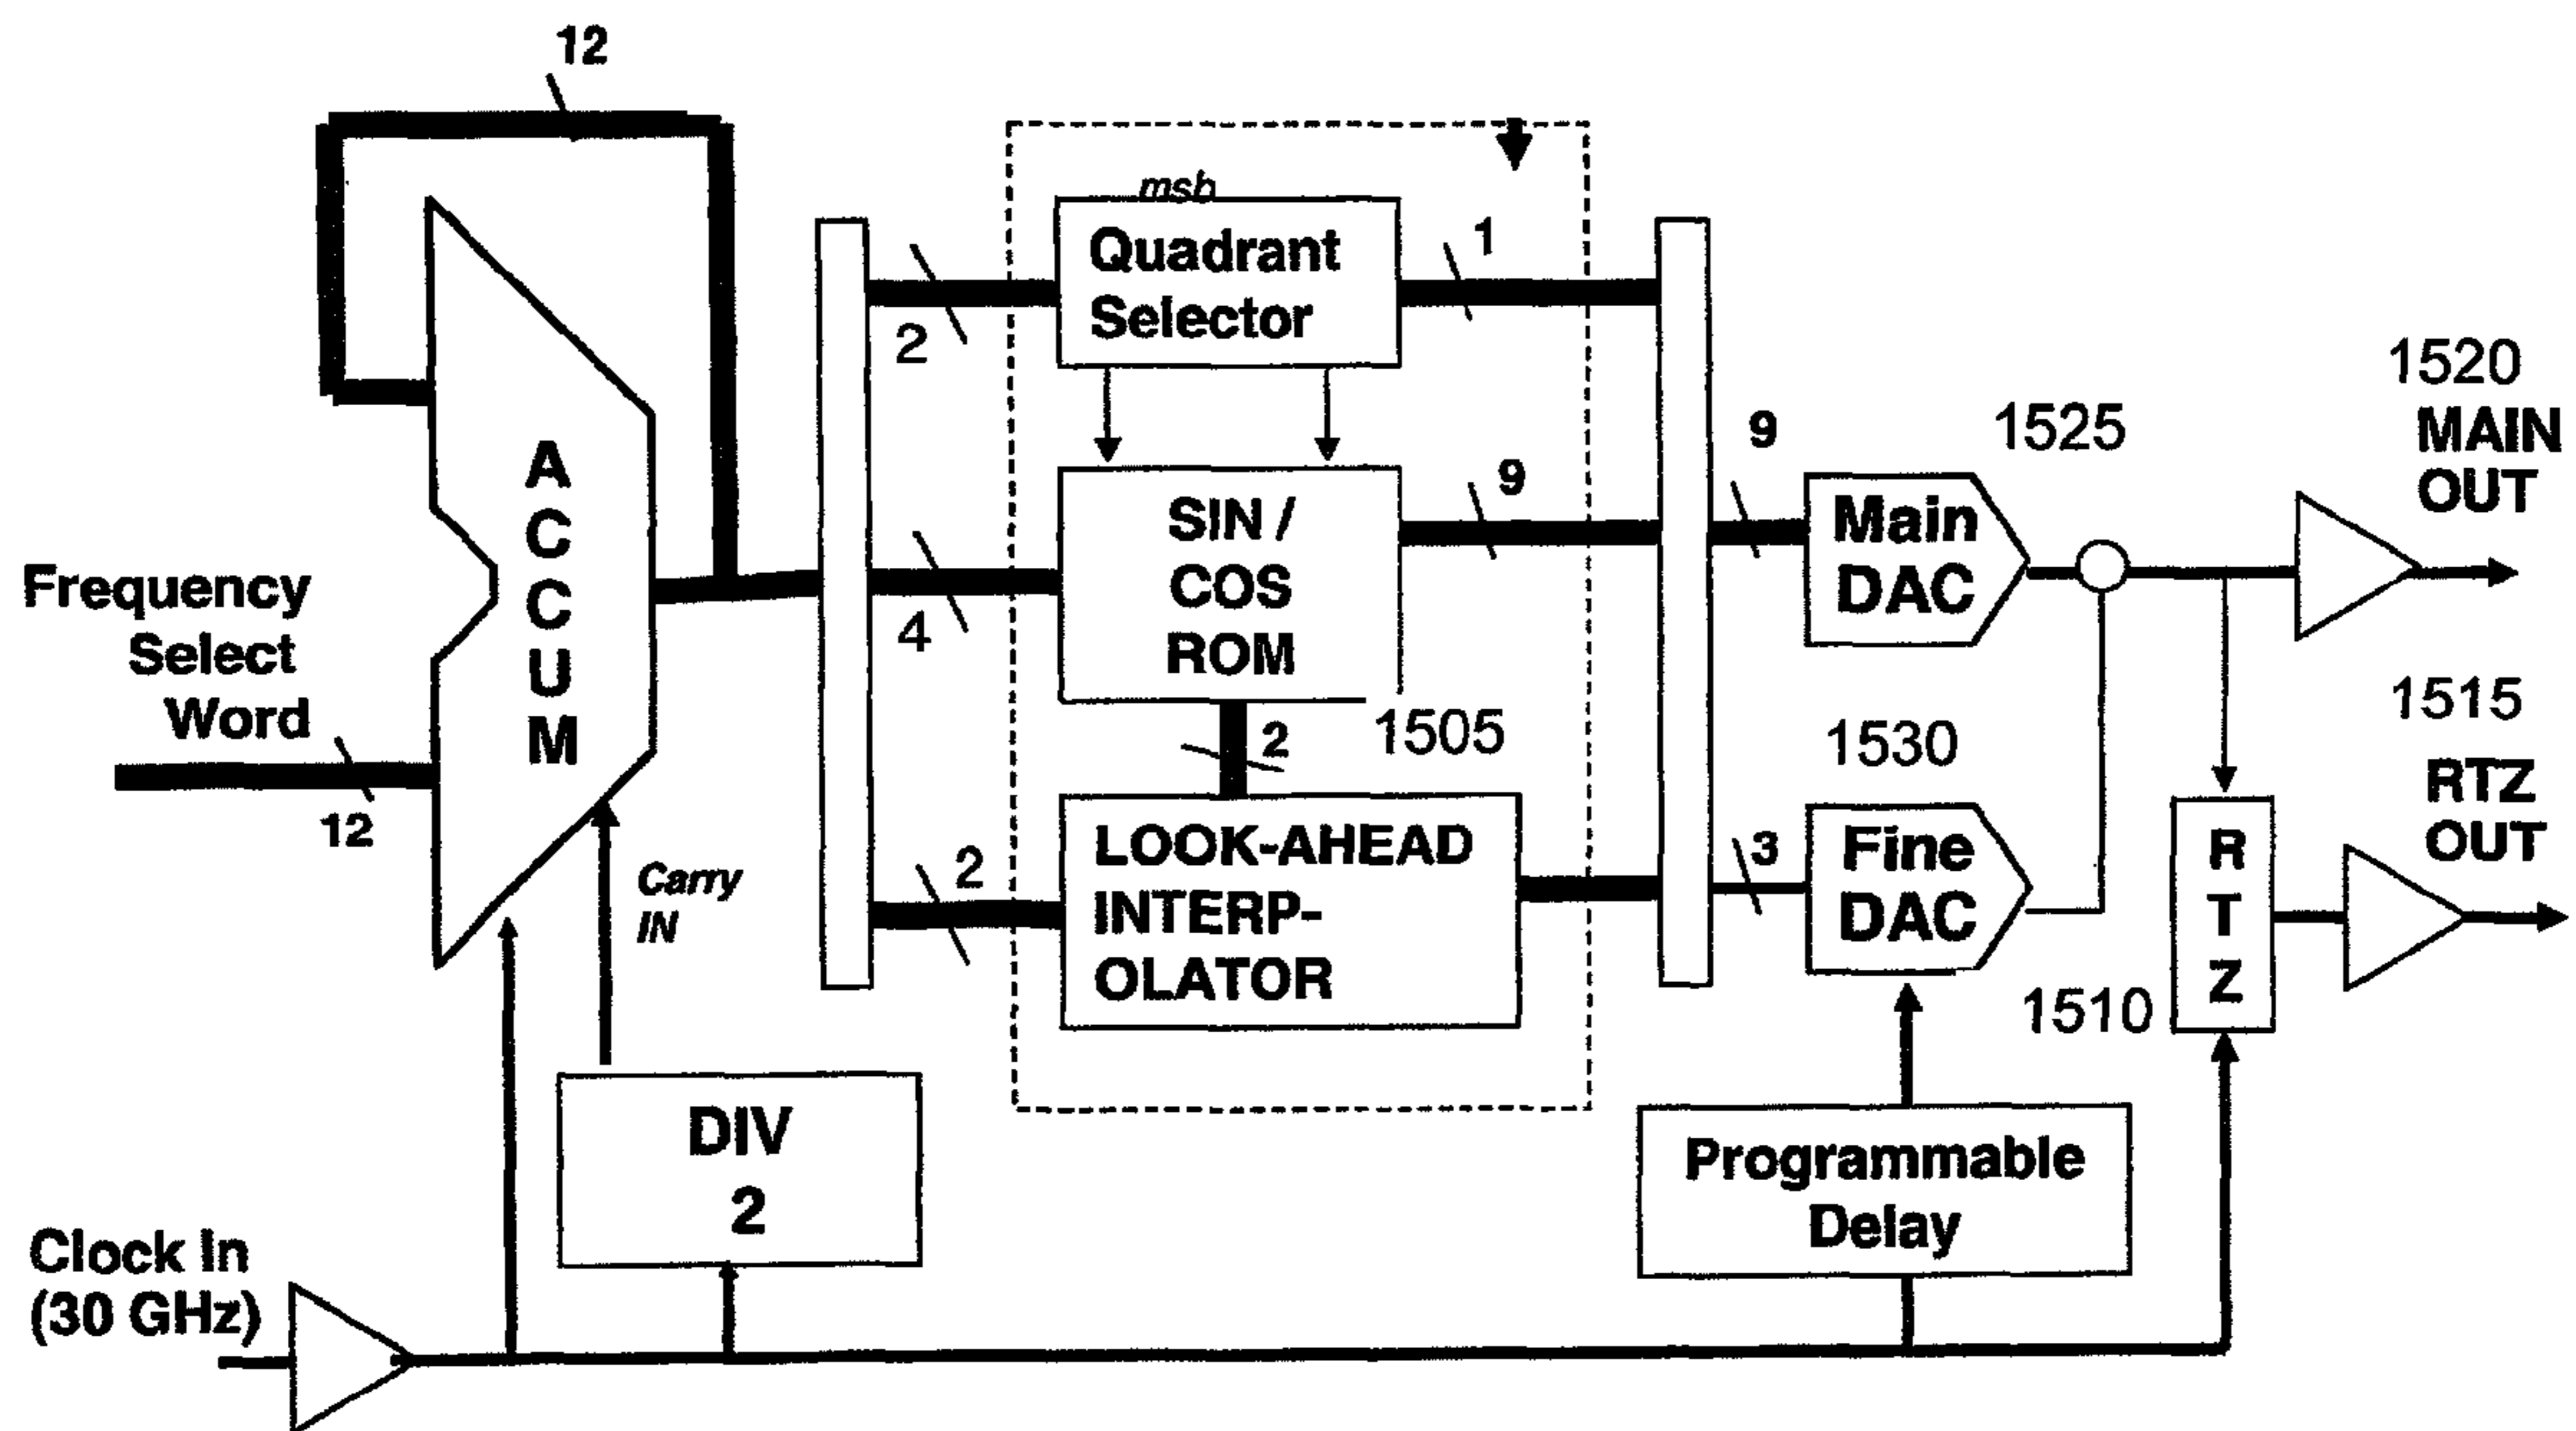 12
msb
Quadrant
Selector
2
1
A
C
C
U
M
Frequency
Select
Word
12
4
SIN /
COS
ROM
9
9
2
1505
2
LOOK-AHEAD
INTERP-
OLATOR
3
Main
DAC
1525
1520
MAIN
OUT
1530
Fine
DAC
1515
RTZ
OUT
R
T
Z
1510
Carry
IN
DIV
2
Programmable
Delay
Clock In
(30 GHz)